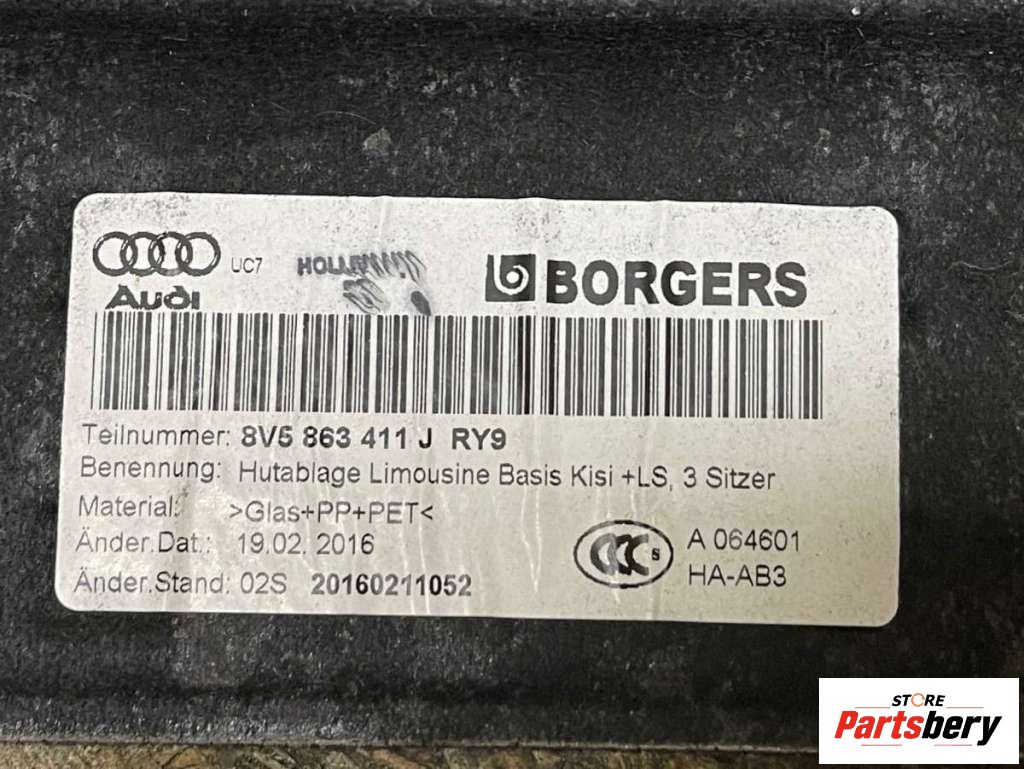 UC7
Audi
BORGERS
Teilnummer: 8V5 863 411 J RY9
Benennung: Hutablage Limousine Basis Kisi +LS, 3 Sitzer
Material: >Glas+PP+PET<
Änder.Dat.: 19.02. 2016
Änder.Stand: 02S 20160211052
CCC S
A 064601
HA-AB3
STORE
Partsbery